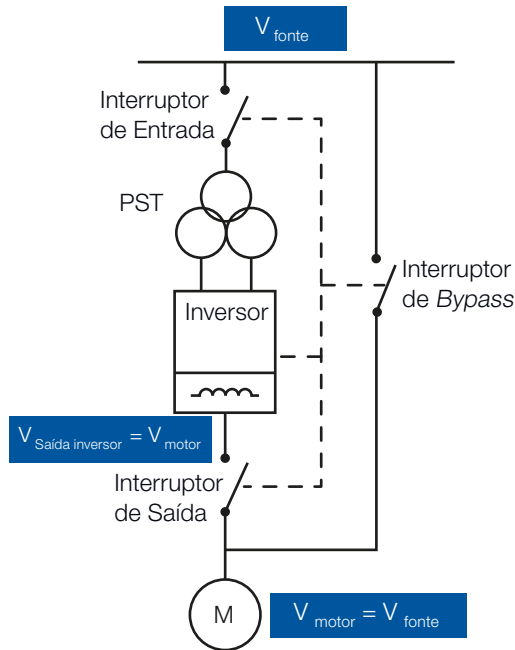 V fonte
Interruptor
de Entrada
PST
Interruptor
de Bypass
Inversor
V Saída inversor = V motor
Interruptor
de Saída
M
V motor = V fonte